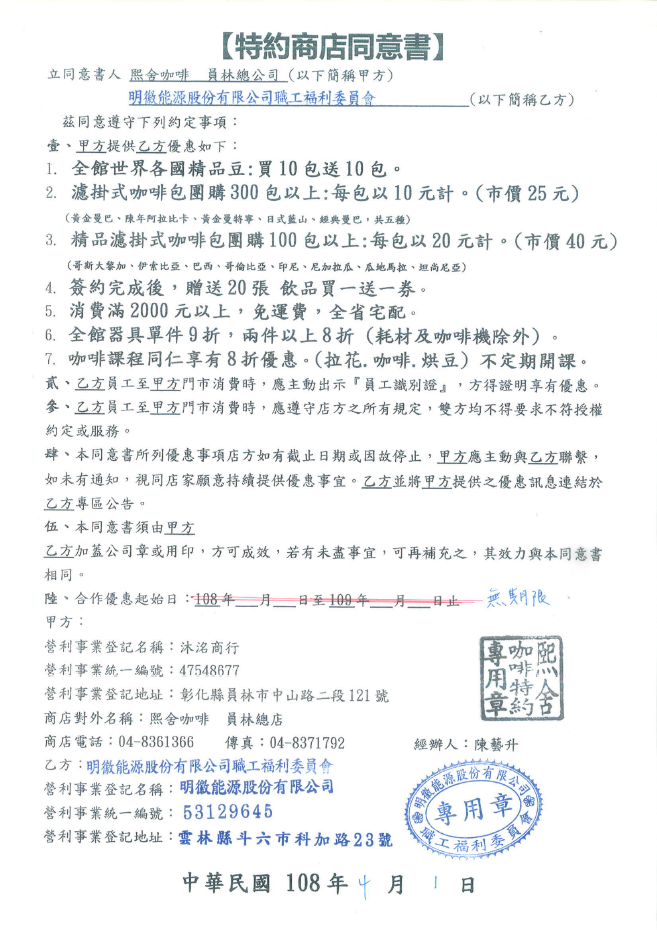 【特約商店同意書】
立同意書人 熙舍咖啡 員林總公司 (以下簡稱甲方)
明徽能源股份有限公司職工福利委員會 (以下簡稱乙方)
茲同意遵守下列約定事項：
壹、甲方提供乙方優惠如下：
1. 全館世界各國精品豆:買10包送10包。
2. 濾掛式咖啡包團購300包以上:每包以10元計。(市價25元)
(黃金曼巴、陳年阿拉比卡、黃金曼特寧、日式藍山、經典曼巴，共五種)
3. 精品濾掛式咖啡包團購100包以上:每包以20元計。(市價40元)
(哥斯大黎加、伊索比亞、巴西、哥倫比亞、印尼、尼加拉瓜、瓜地馬拉、坦尚尼亞)
4. 簽約完成後，贈送20張 飲品買一送一券。
5. 消費滿2000元以上，免運費，全省宅配。
6. 全館器具單件9折，兩件以上8折 (耗材及咖啡機除外)。
7. 咖啡課程同仁享有8折優惠。(拉花.咖啡.烘豆) 不定期開課。
貳、乙方員工至甲方門市消費時，應主動出示『員工識別證』，方得證明享有優惠。
參、乙方員工至甲方門市消費時，應遵守店方之所有規定，雙方均不得要求不符授權
約定或服務。
肆、本同意書所列優惠事項店方如有截止日期或因故停止，甲方應主動與乙方聯繫，
如未有通知，視同店家願意持續提供優惠事宜。乙方並將甲方提供之優惠訊息連結於
乙方專區公告。
伍、本同意書須由甲方
乙方加蓋公司章或用印，方可成效，若有未盡事宜，可再補充之，其效力與本同意書
相同。
陸、合作優惠起始日：108年___月___日至109年___月___日止 無期限
甲方：
營利事業登記名稱：沐洺商行
營利事業統一編號：47548677
營利事業登記地址：彰化縣員林市中山路二段121號
商店對外名稱：熙舍咖啡 員林總店
商店電話：04-8361366 傳真：04-8371792 經辦人：陳藝升
熙舍咖啡特約專用章
乙方：明徽能源股份有限公司職工福利委員會
營利事業登記名稱：明徽能源股份有限公司
營利事業統一編號：53129645
營利事業登記地址：雲林縣斗六市科加路23號
明徽能源股份有限公司
專用章
職工福利委員會
中華民國 108年 4 月 1 日